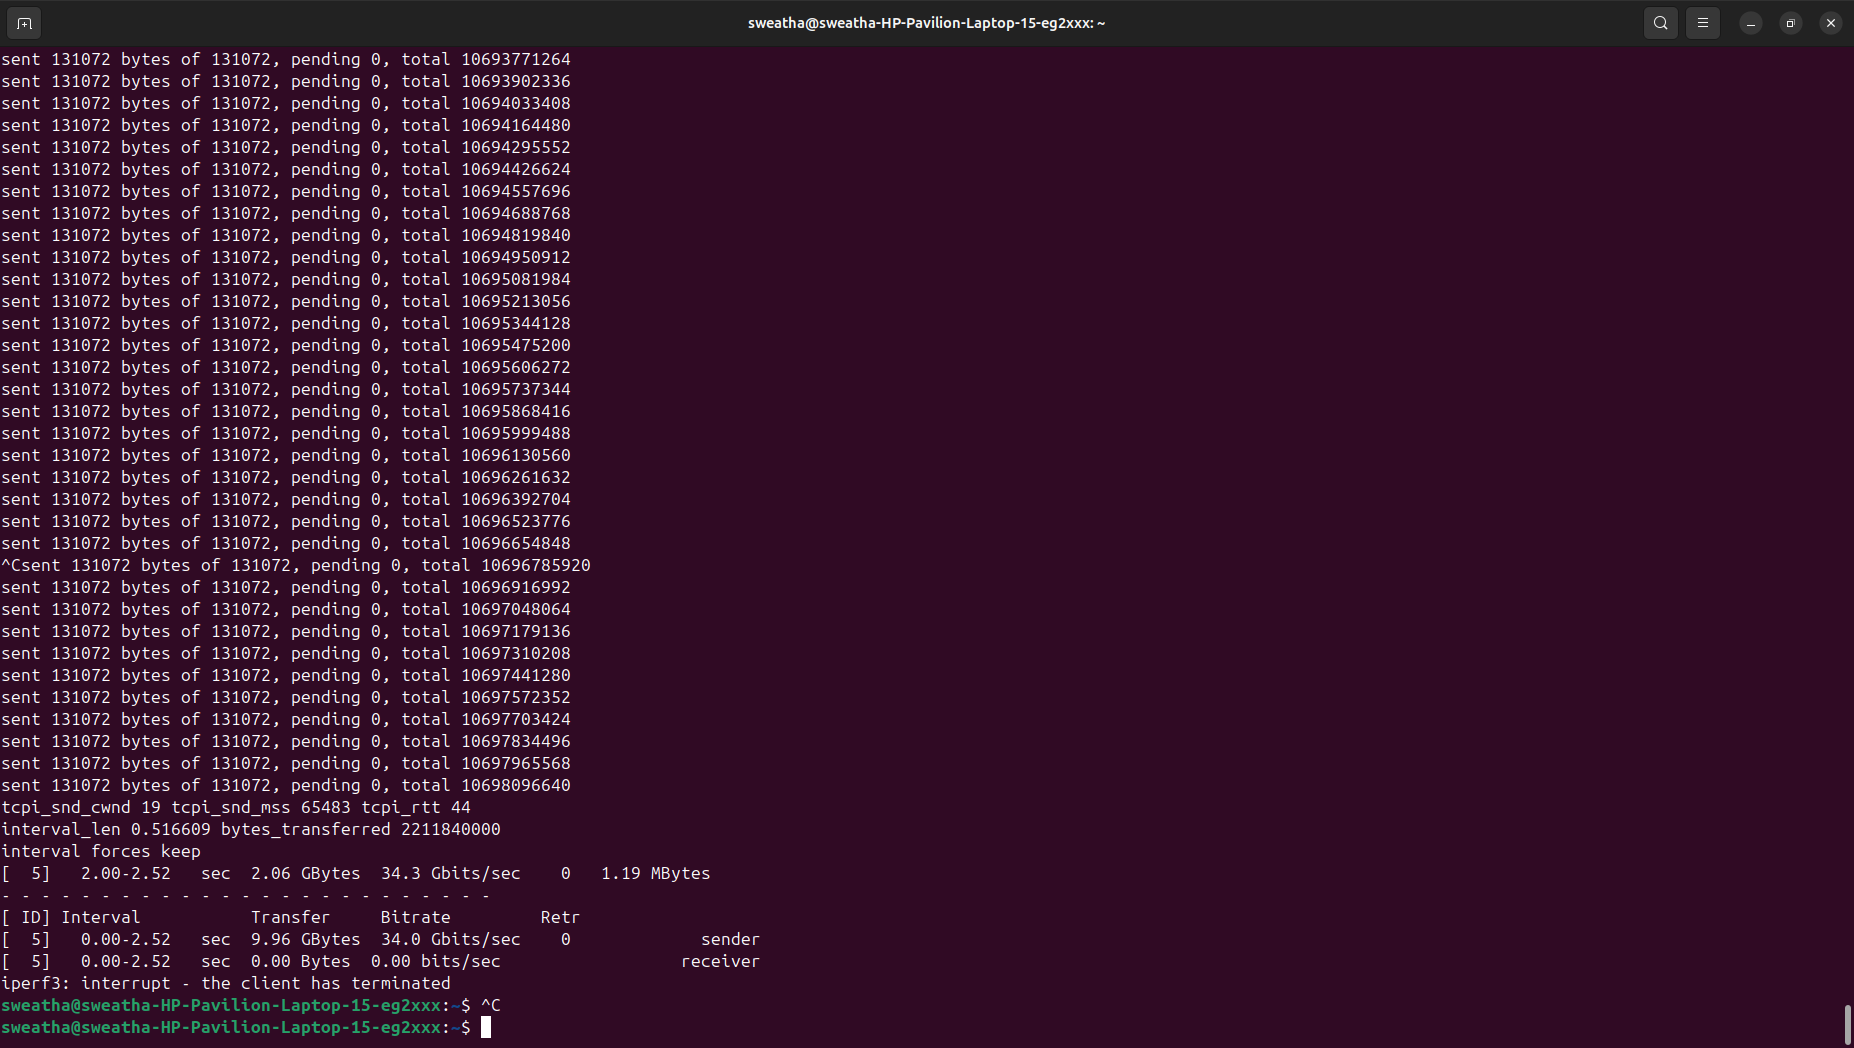 sweatha@sweatha-HP-Pavilion-Laptop-15-eg2xxx: ~
sent 131072 bytes of 131072, pending 0, total 10693771264
sent 131072 bytes of 131072, pending 0, total 10693902336
sent 131072 bytes of 131072, pending 0, total 10694033408
sent 131072 bytes of 131072, pending 0, total 10694164480
sent 131072 bytes of 131072, pending 0, total 10694295552
sent 131072 bytes of 131072, pending 0, total 10694426624
sent 131072 bytes of 131072, pending 0, total 10694557696
sent 131072 bytes of 131072, pending 0, total 10694688768
sent 131072 bytes of 131072, pending 0, total 10694819840
sent 131072 bytes of 131072, pending 0, total 10694950912
sent 131072 bytes of 131072, pending 0, total 10695081984
sent 131072 bytes of 131072, pending 0, total 10695213056
sent 131072 bytes of 131072, pending 0, total 10695344128
sent 131072 bytes of 131072, pending 0, total 10695475200
sent 131072 bytes of 131072, pending 0, total 10695606272
sent 131072 bytes of 131072, pending 0, total 10695737344
sent 131072 bytes of 131072, pending 0, total 10695868416
sent 131072 bytes of 131072, pending 0, total 10695999488
sent 131072 bytes of 131072, pending 0, total 10696130560
sent 131072 bytes of 131072, pending 0, total 10696261632
sent 131072 bytes of 131072, pending 0, total 10696392704
sent 131072 bytes of 131072, pending 0, total 10696523776
sent 131072 bytes of 131072, pending 0, total 10696654848
^Csent 131072 bytes of 131072, pending 0, total 10696785920
sent 131072 bytes of 131072, pending 0, total 10696916992
sent 131072 bytes of 131072, pending 0, total 10697048064
sent 131072 bytes of 131072, pending 0, total 10697179136
sent 131072 bytes of 131072, pending 0, total 10697310208
sent 131072 bytes of 131072, pending 0, total 10697441280
sent 131072 bytes of 131072, pending 0, total 10697572352
sent 131072 bytes of 131072, pending 0, total 10697703424
sent 131072 bytes of 131072, pending 0, total 10697834496
sent 131072 bytes of 131072, pending 0, total 10697965568
sent 131072 bytes of 131072, pending 0, total 10698096640
tcpi_snd_cwnd 19 tcpi_snd_mss 65483 tcpi_rtt 44
interval_len 0.516609 bytes_transferred 2211840000
interval forces keep
[  5]   2.00-2.52   sec  2.06 GBytes  34.3 Gbits/sec    0   1.19 MBytes
- - - - - - - - - - - - - - - - - - - - - - - - -
[ ID] Interval           Transfer     Bitrate         Retr
[  5]   0.00-2.52   sec  9.96 GBytes  34.0 Gbits/sec    0             sender
[  5]   0.00-2.52   sec  0.00 Bytes  0.00 bits/sec                  receiver
iperf3: interrupt - the client has terminated
sweatha@sweatha-HP-Pavilion-Laptop-15-eg2xxx:~$ ^C
sweatha@sweatha-HP-Pavilion-Laptop-15-eg2xxx:~$